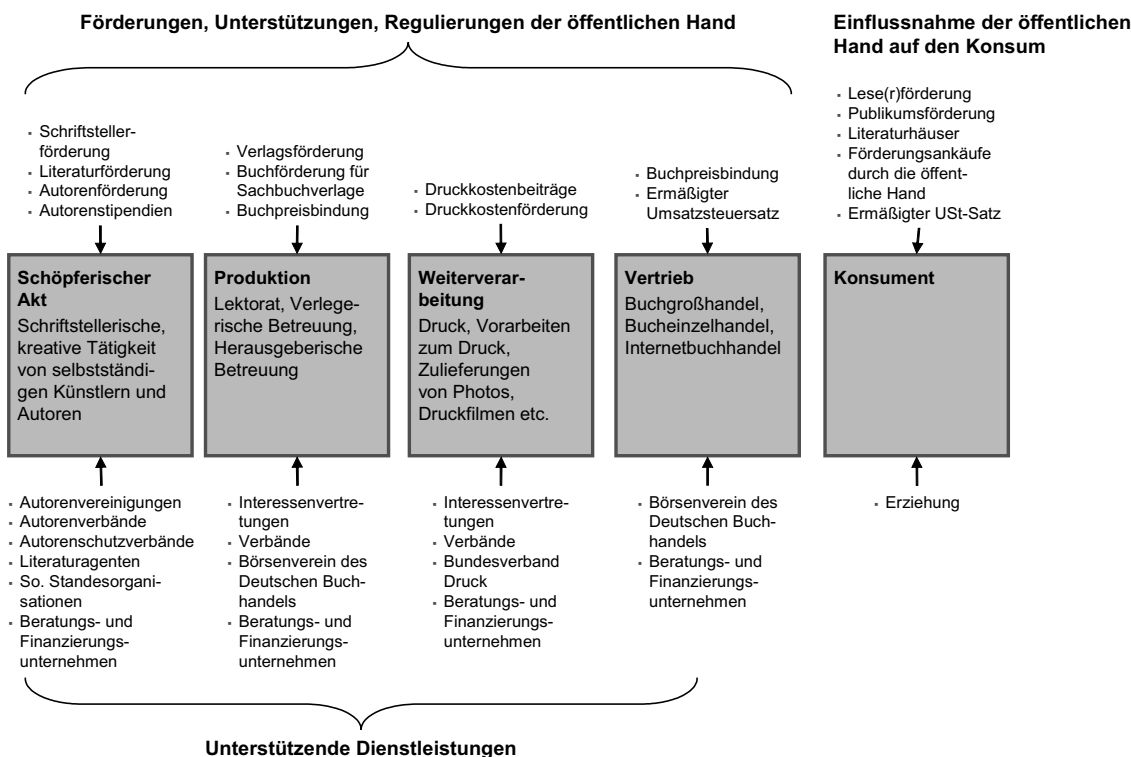 Förderungen, Unterstützungen, Regulierungen der öffentlichen Hand
Einflussnahme der öffentlichen
Hand auf den Konsum
▪ Schriftsteller-
förderung
▪ Literaturförderung
▪ Autorenförderung
▪ Autorenstipendien
▪ Verlagsförderung
▪ Buchförderung für
Sachbuchverlage
▪ Buchpreisbindung
▪ Druckkostenbeiträge
▪ Druckkostenförderung
▪ Buchpreisbindung
▪ Ermäßigter
Umsatzsteuersatz
▪ Lese(r)förderung
▪ Publikumsförderung
▪ Literaturhäuser
▪ Förderungsankäufe
durch die öffent-
liche Hand
▪ Ermäßigter USt-Satz
Schöpferischer
Akt
Schriftstellerische,
kreative Tätigkeit
von selbstständi-
gen Künstlern und
Autoren
Produktion
Lektorat, Verlege-
rische Betreuung,
Herausgeberische
Betreuung
Weiterverar-
beitung
Druck, Vorarbeiten
zum Druck,
Zulieferungen
von Photos,
Druckfilmen etc.
Vertrieb
Buchgroßhandel,
Bucheinzelhandel,
Internetbuchhandel
Konsument
▪ Autorenvereinigungen
▪ Autorenverbände
▪ Autorenschutzverbände
▪ Literaturagenten
▪ So. Standesorgani-
sationen
▪ Beratungs- und
Finanzierungs-
unternehmen
▪ Interessenvertre-
tungen
▪ Verbände
▪ Börsenverein des
Deutschen Buch-
handels
▪ Beratungs- und
Finanzierungs-
unternehmen
▪ Interessenvertre-
tungen
▪ Verbände
▪ Bundesverband
Druck
▪ Beratungs- und
Finanzierungs-
unternehmen
▪ Börsenverein des
Deutschen Buch-
handels
▪ Beratungs- und
Finanzierungs-
unternehmen
▪ Erziehung
Unterstützende Dienstleistungen